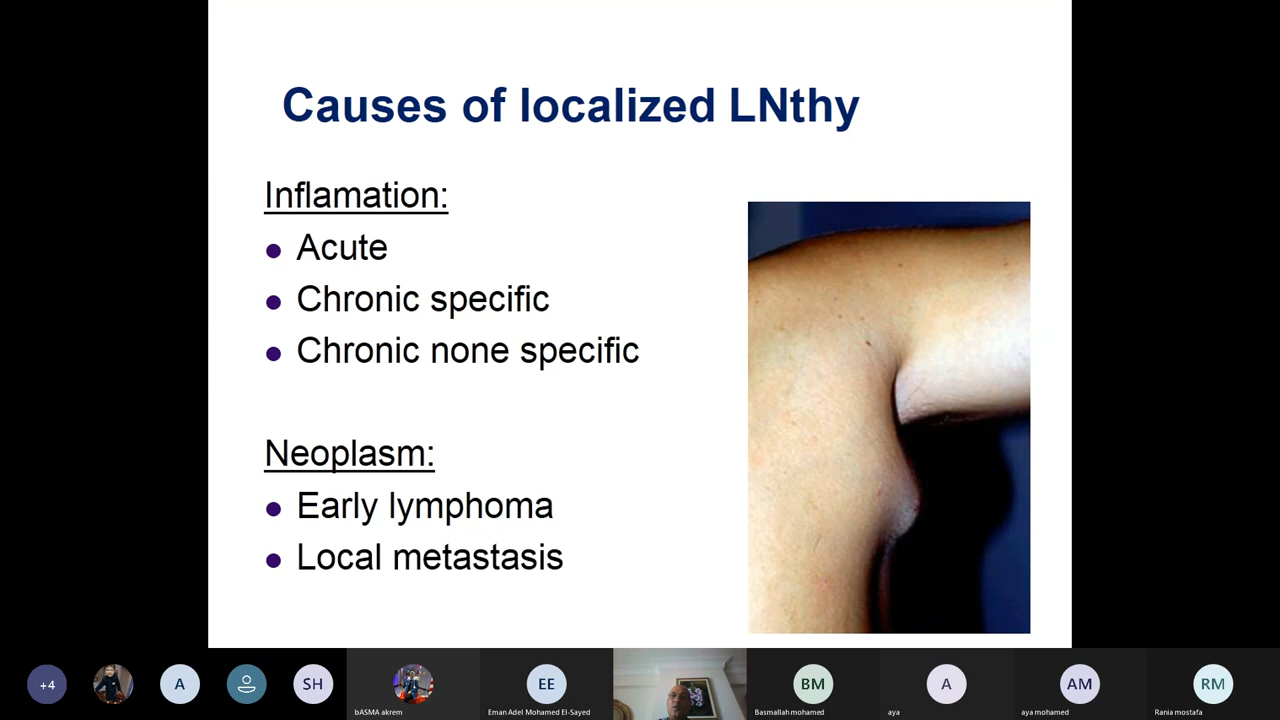 Causes of localized LNthy
Inflamation:
Acute
Chronic specific
Chronic none specific
Neoplasm:
Early lymphoma
Local metastasis
+4
A
SH
bASMA akrem
EE
Eman Adel Mohamed El-Sayed
BM
Basmallah mohamed
A
aya
AM
aya mohamed
RM
Rania mostafa